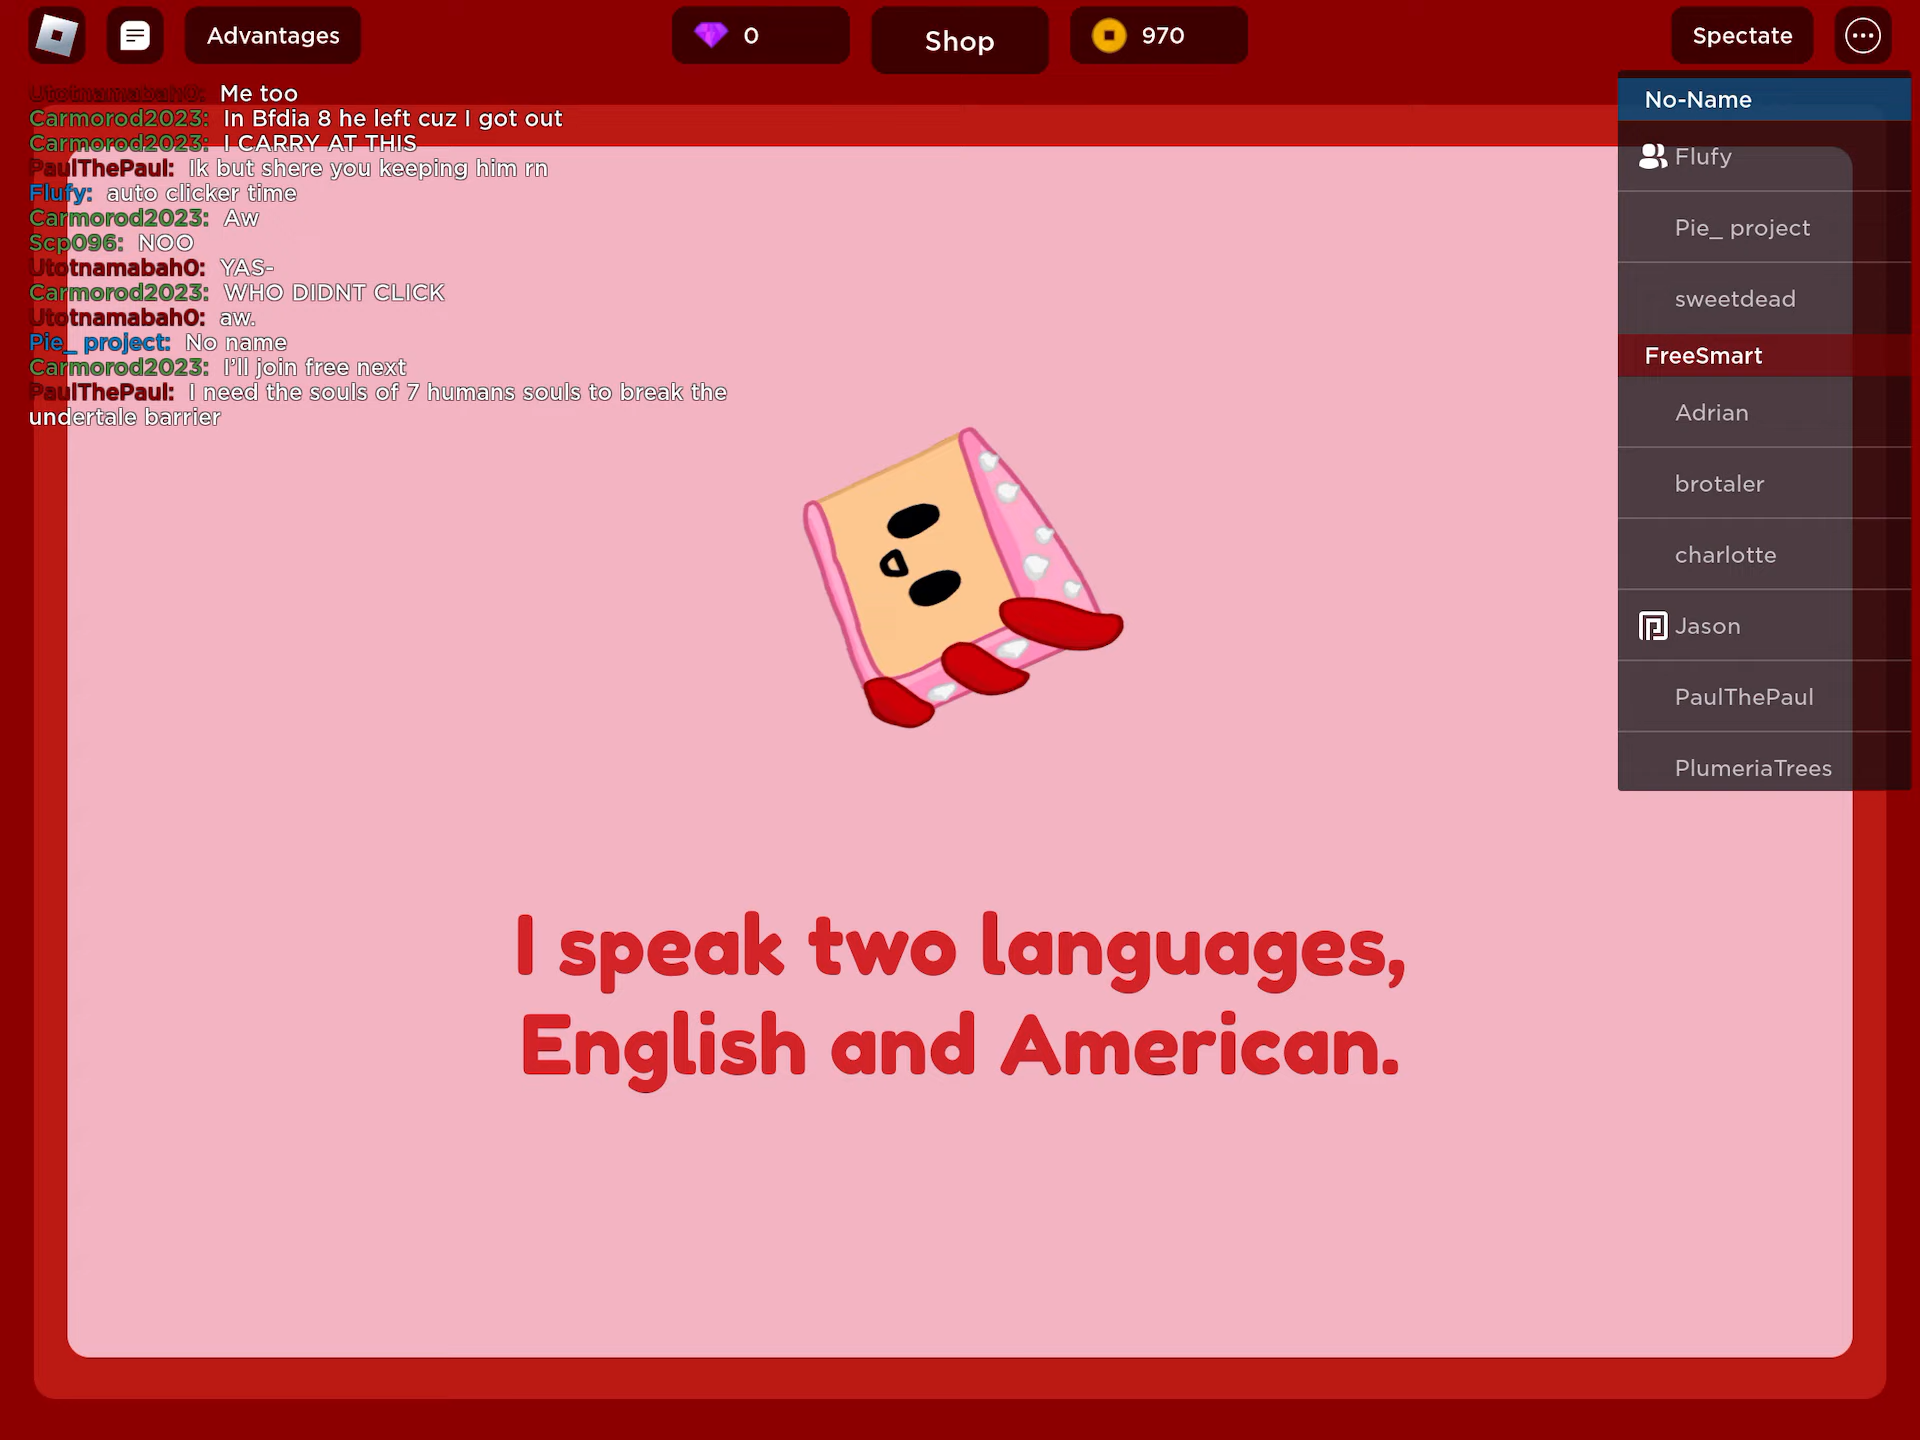 Advantages
0
Shop
970
Spectate
Utotnamabah0: Me too
Carmorod2023: In Bfdia 8 he left cuz I got out
Carmorod2023: I CARRY AT THIS
PaulThePaul: Ik but shere you keeping him rn
Flufy: auto clicker time
Carmorod2023: Aw
Scp096: NOO
Utotnamabah0: YAS-
Carmorod2023: WHO DIDNT CLICK
Utotnamabah0: aw.
Pie_ project: No name
Carmorod2023: I'll join free next
PaulThePaul: I need the souls of 7 humans souls to break the
undertale barrier
No-Name
Flufy
Pie_ project
sweetdead
FreeSmart
Adrian
brotaler
charlotte
Jason
PaulThePaul
PlumeriaTrees
I speak two languages,
English and American.